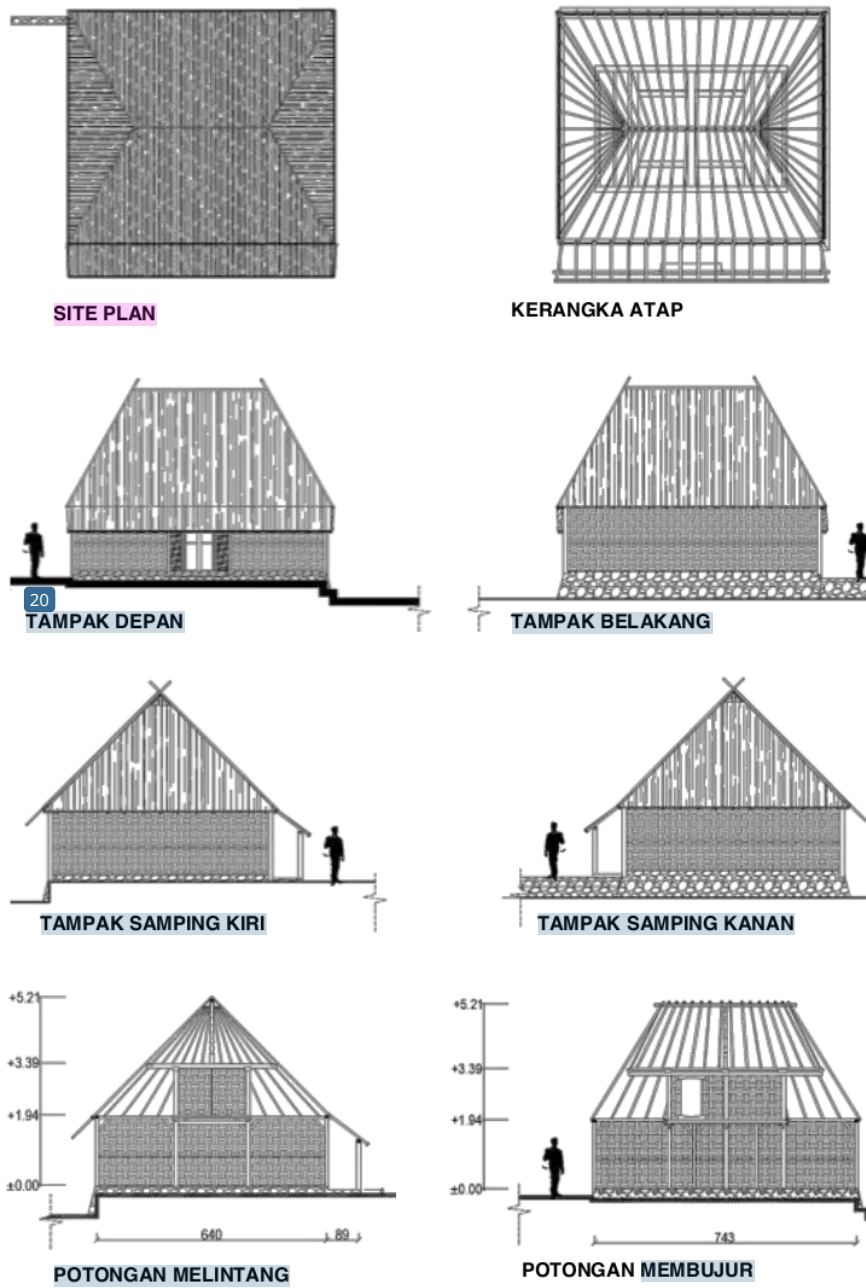 SITE PLAN
KERANGKA ATAP
20
TAMPAK DEPAN
TAMPAK BELAKANG
TAMPAK SAMPING KIRI
TAMPAK SAMPING KANAN
+5.21
+3.39
+1.94
±0.00
640
89
POTONGAN MELINTANG
+5.21
+3.39
+1.94
±0.00
743
POTONGAN MEMBUJUR